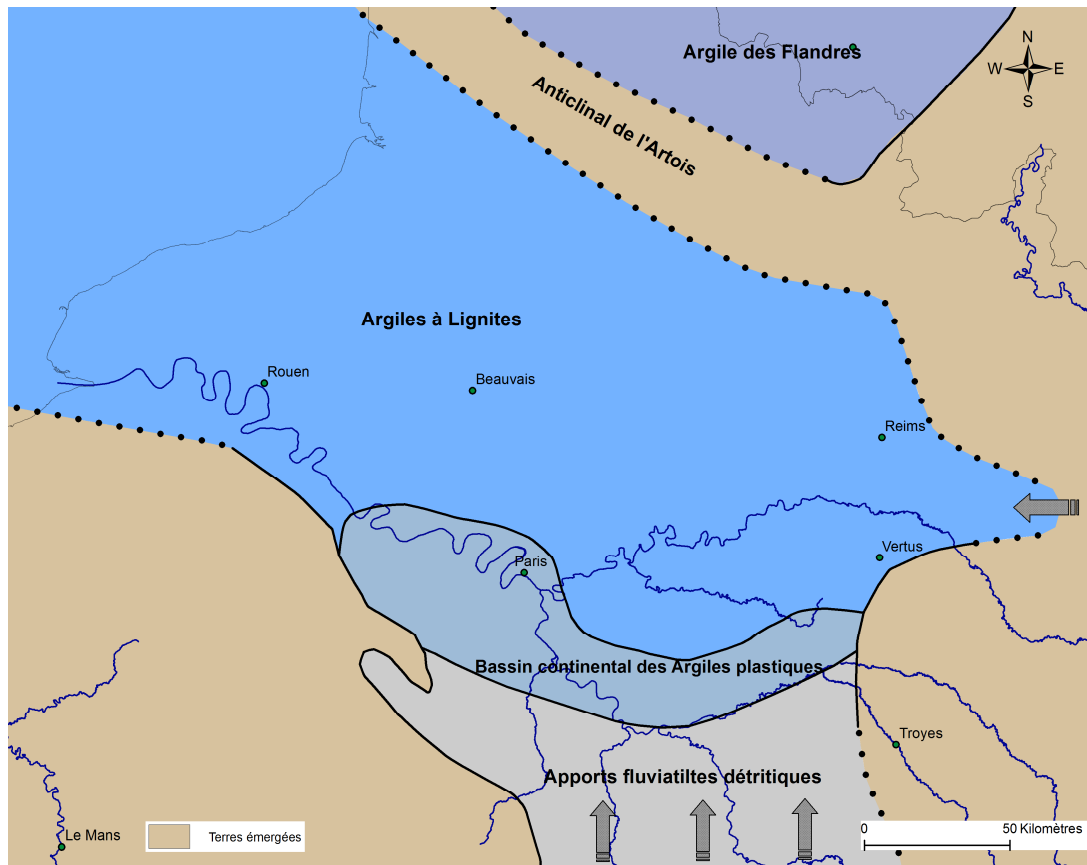 Argile des Flandres
N
W E
S
Anticlinal de l'Artois
Argiles à Lignites
Rouen
Beauvais
Reims
Paris
Vertus
Bassin continental des Argiles plastiques
Troyes
Apports fluviatiltes détritiques
Le Mans
Terres émergées
0 50 Kilomètres